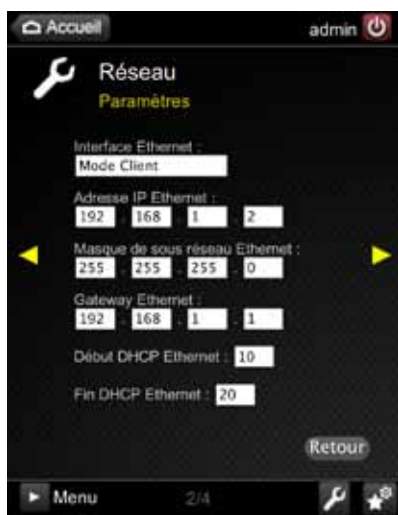 Accueil
admin
Réseau
Paramètres
Interface Ethernet :
Mode Client
Adresse IP Ethernet :
192 . 168 . 1 . 2
Masque de sous réseau Ethernet :
255 . 255 . 255 . 0
Gateway Ethernet :
192 . 168 . 1 . 1
Début DHCP Ethernet : 10
Fin DHCP Ethernet : 20
Retour
Menu
2/4